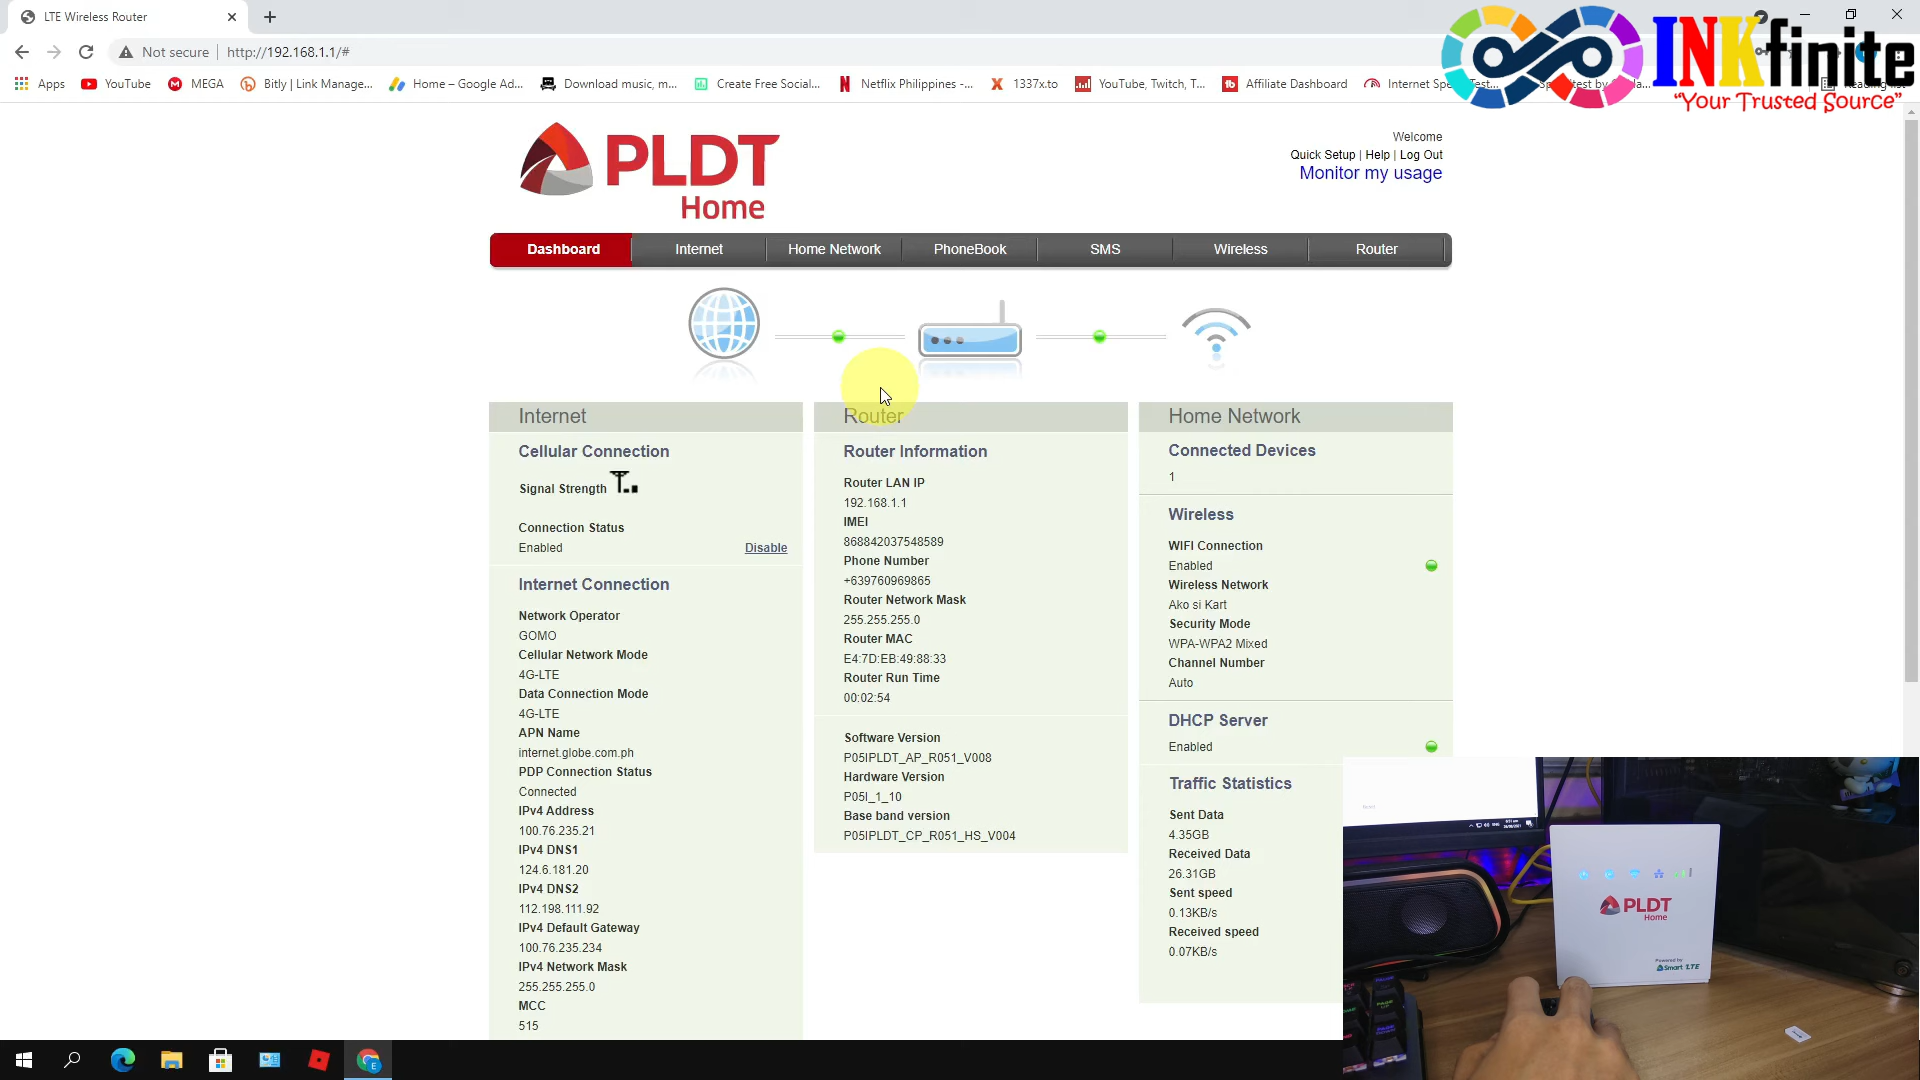 LTE Wireless Router
Not secure
http://192.168.1.1/#
Apps
YouTube
MEGA
Bitly | Link Manage...
Home – Google Ad...
Download music, m...
Create Free Social...
Netflix Philippines -...
1337x.to
YouTube, Twitch, T...
Affiliate Dashboard
INKfinite
"Your Trusted Source"
PLDT
Home
Welcome
Quick Setup | Help | Log Out
Monitor my usage
Dashboard
Internet
Home Network
PhoneBook
SMS
Wireless
Router
Internet
Cellular Connection
Signal Strength
Connection Status
Enabled
Disable
Internet Connection
Network Operator
GOMO
Cellular Network Mode
4G-LTE
Data Connection Mode
4G-LTE
APN Name
internet.globe.com.ph
PDP Connection Status
Connected
IPv4 Address
100.76.235.21
IPv4 DNS1
124.6.181.20
IPv4 DNS2
112.198.111.92
IPv4 Default Gateway
100.76.235.234
IPv4 Network Mask
255.255.255.0
MCC
515
Router
Router Information
Router LAN IP
192.168.1.1
IMEI
868842037548589
Phone Number
+639760969865
Router Network Mask
255.255.255.0
Router MAC
E4:7D:EB:49:88:33
Router Run Time
00:02:54
Software Version
P05IPLDT_AP_R051_V008
Hardware Version
P05I_1_10
Base band version
P05IPLDT_CP_R051_HS_V004
Home Network
Connected Devices
1
Wireless
WIFI Connection
Enabled
Wireless Network
Ako si Kart
Security Mode
WPA-WPA2 Mixed
Channel Number
Auto
DHCP Server
Enabled
Traffic Statistics
Sent Data
4.35GB
Received Data
26.31GB
Sent speed
0.13KB/s
Received speed
0.07KB/s
PLDT
Home
Powered by
Smart LTE